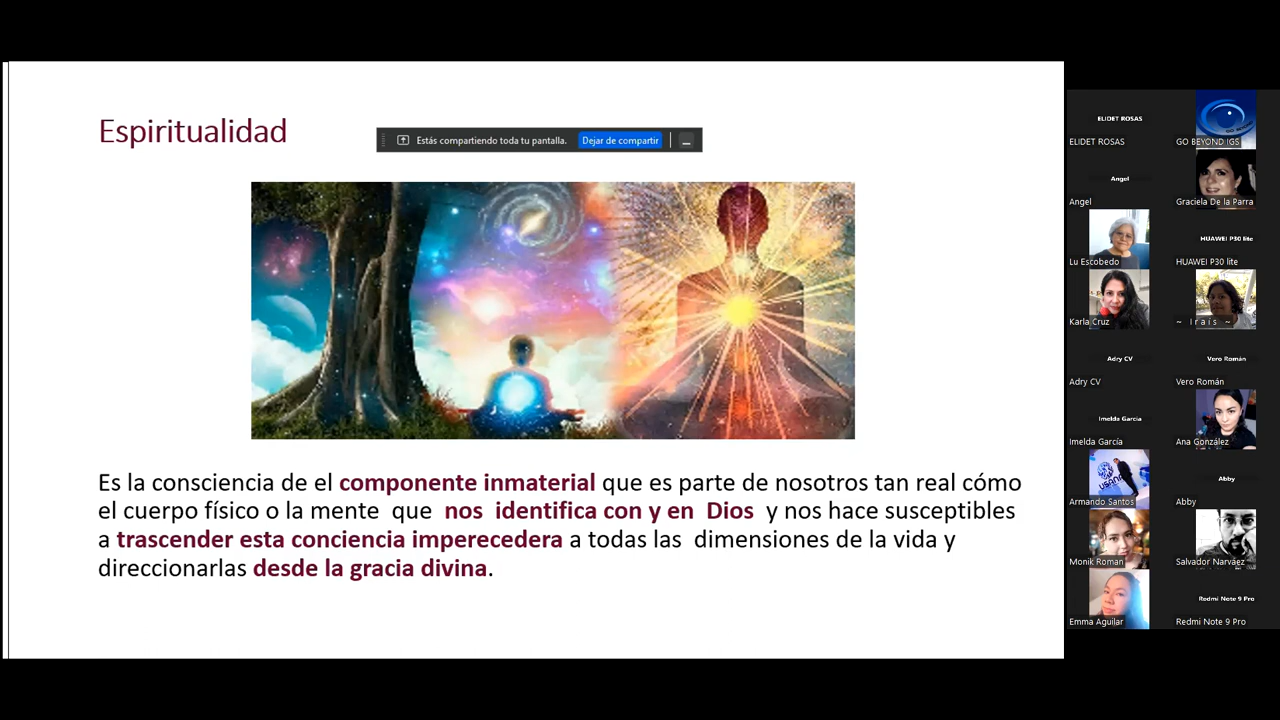 Espiritualidad
Estás compartiendo toda tu pantalla. Dejar de compartir
Es la consciencia de el componente inmaterial que es parte de nosotros tan real cómo
el cuerpo físico o la mente que nos identifica con y en Dios y nos hace susceptibles
a trascender esta conciencia imperecedera a todas las dimensiones de la vida y
direccionarlas desde la gracia divina.
ELIDET ROSAS
ELIDET ROSAS
GO BEYOND IGS
Angel
Angel
Graciela De la Parra
Lu Escobedo
HUAWEI P30 lite
HUAWEI P30 lite
Karla Cruz
~ I r a i s ~
Adry CV
Adry CV
Vero Román
Vero Román
Imelda García
Imelda García
Ana González
USANA
Armando Santos
Abby
Abby
Monik Roman
Salvador Narváez
Emma Aguilar
Redmi Note 9 Pro
Redmi Note 9 Pro